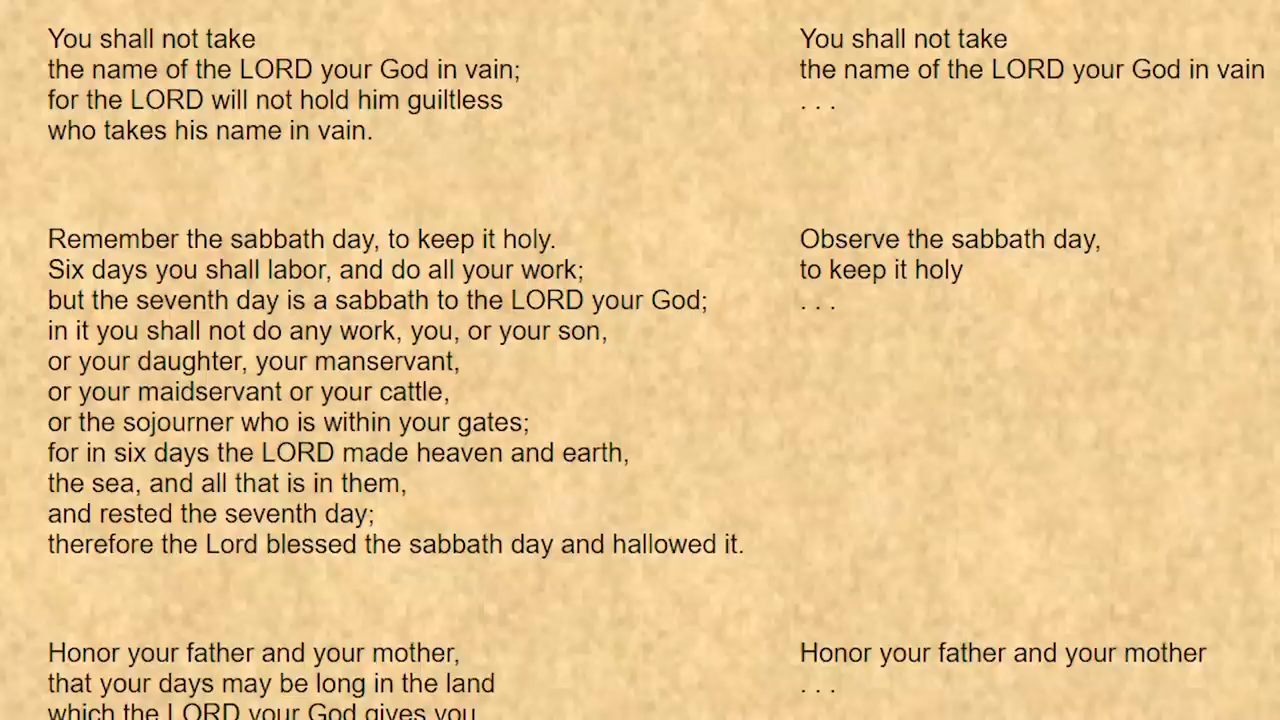 You shall not take
the name of the LORD your God in vain;
for the LORD will not hold him guiltless
who takes his name in vain.
Remember the sabbath day, to keep it holy.
Six days you shall labor, and do all your work;
but the seventh day is a sabbath to the LORD your God;
in it you shall not do any work, you, or your son,
or your daughter, your manservant,
or your maidservant or your cattle,
or the sojourner who is within your gates;
for in six days the LORD made heaven and earth,
the sea, and all that is in them,
and rested the seventh day;
therefore the Lord blessed the sabbath day and hallowed it.
Honor your father and your mother,
that your days may be long in the land
which the LORD your God gives you
You shall not take
the name of the LORD your God in vain
. . .
Observe the sabbath day,
to keep it holy
. . .
Honor your father and your mother
. . .